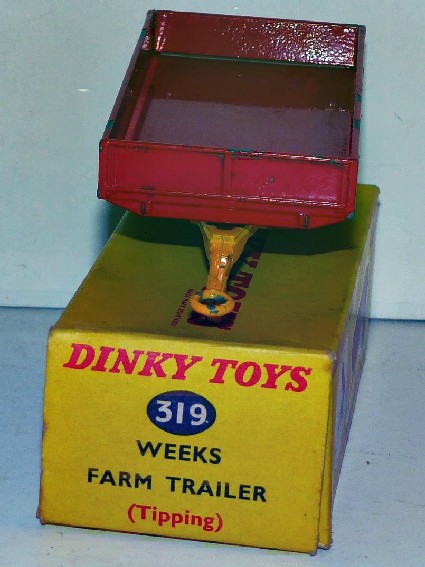 DINKY TOYS
319
WEEKS
FARM TRAILER
(Tipping)